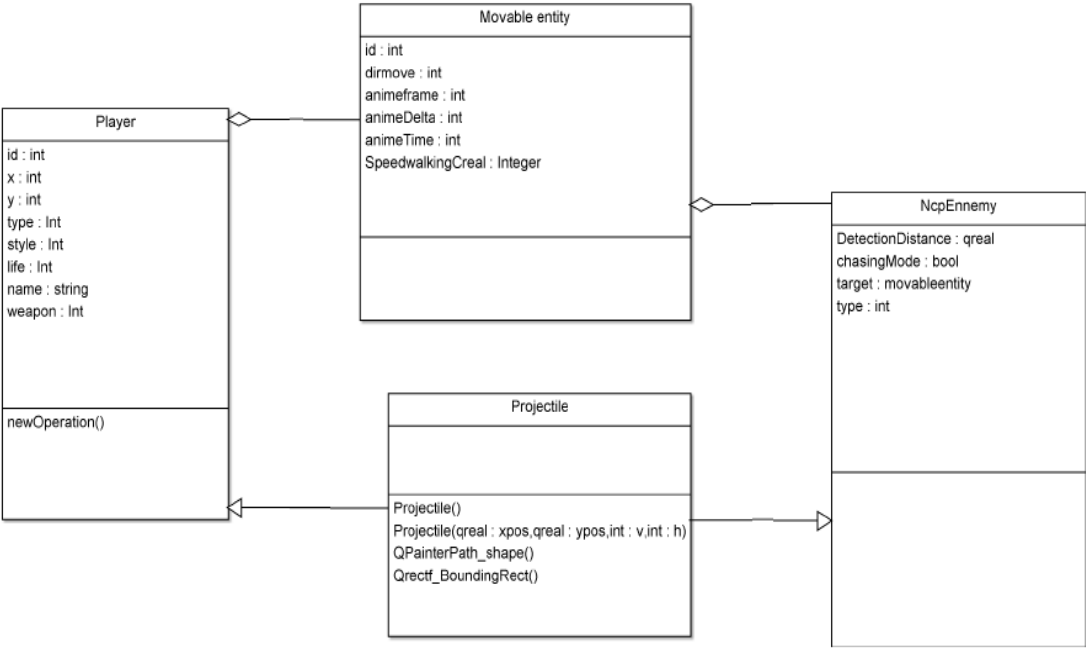 Movable entity
id : int
dirmove : int
animeframe : int
animeDelta : int
animeTime : int
SpeedwalkingCreal : Integer
Player
id : int
x : int
y : int
type : Int
style : Int
life : Int
name : string
weapon : Int
newOperation()
NcpEnnemy
DetectionDistance : qreal
chasingMode : bool
target : movableentity
type : int
Projectile
Projectile()
Projectile(qreal : xpos,qreal : ypos,int : v,int : h)
QPainterPath_shape()
Qrectf_BoundingRect()